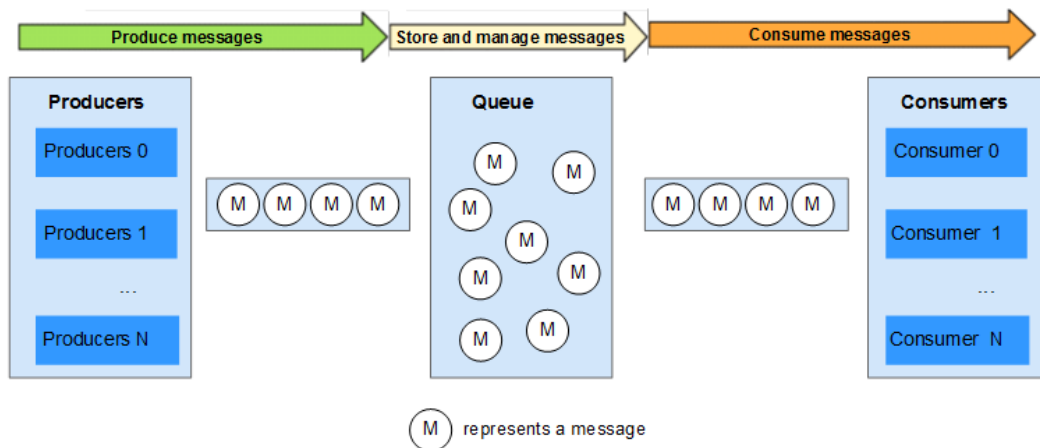 Produce messages
Store and manage messages
Consume messages
Producers
Queue
Consumers
Producers 0
Consumer 0
M
M
M M M M
M
M M M M
Producers 1
Consumer 1
M
M
M
...
...
M
M
Producers N
Consumer N
M represents a message